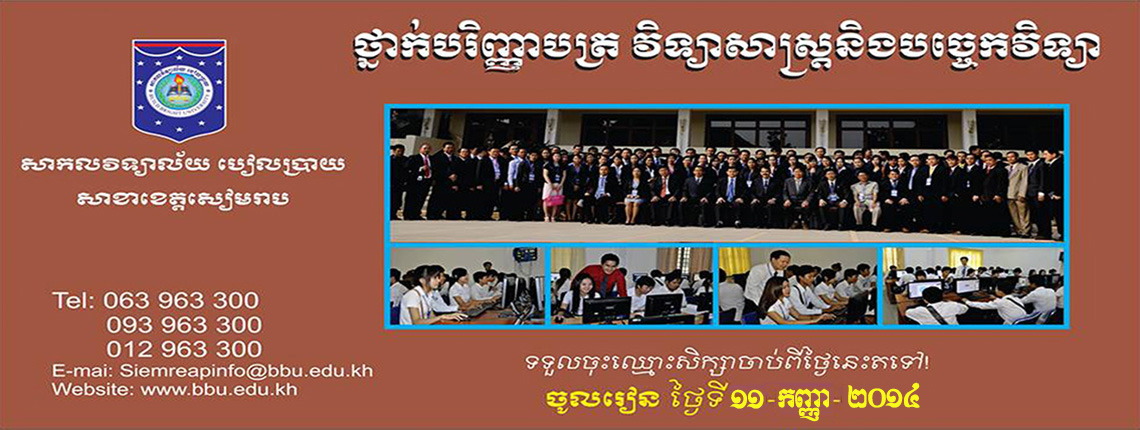 ថ្នាក់បរិញ្ញាបត្រ វិទ្យាសាស្ត្រនិងបច្ចេកវិទ្យា
សាកលវិទ្យាល័យ បៀលប្រាយ
សាខាខេត្តសៀមរាប
Tel: 063 963 300
093 963 300
012 963 300
E-mai: Siemreapinfo@bbu.edu.kh
Website: www.bbu.edu.kh
ទទួលចុះឈ្មោះសិក្សាចាប់ពីថ្ងៃនេះតទៅ!
ចូលរៀន ថ្ងៃទី ១១ -កញ្ញា- ២០១៤